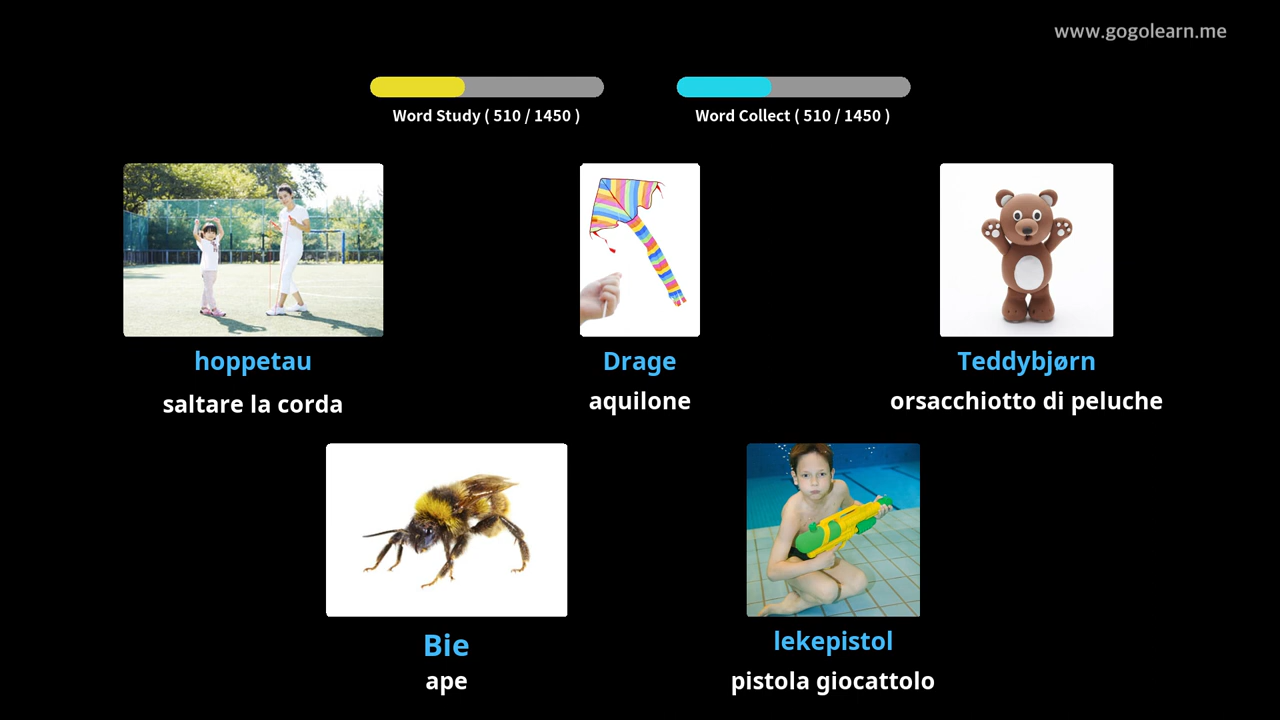 www.gogolearn.me
Word Study ( 510 / 1450 )
Word Collect ( 510 / 1450 )
hoppetau
saltare la corda
Drage
aquilone
Teddybjørn
orsacchiotto di peluche
Bie
ape
lekepistol
pistola giocattolo